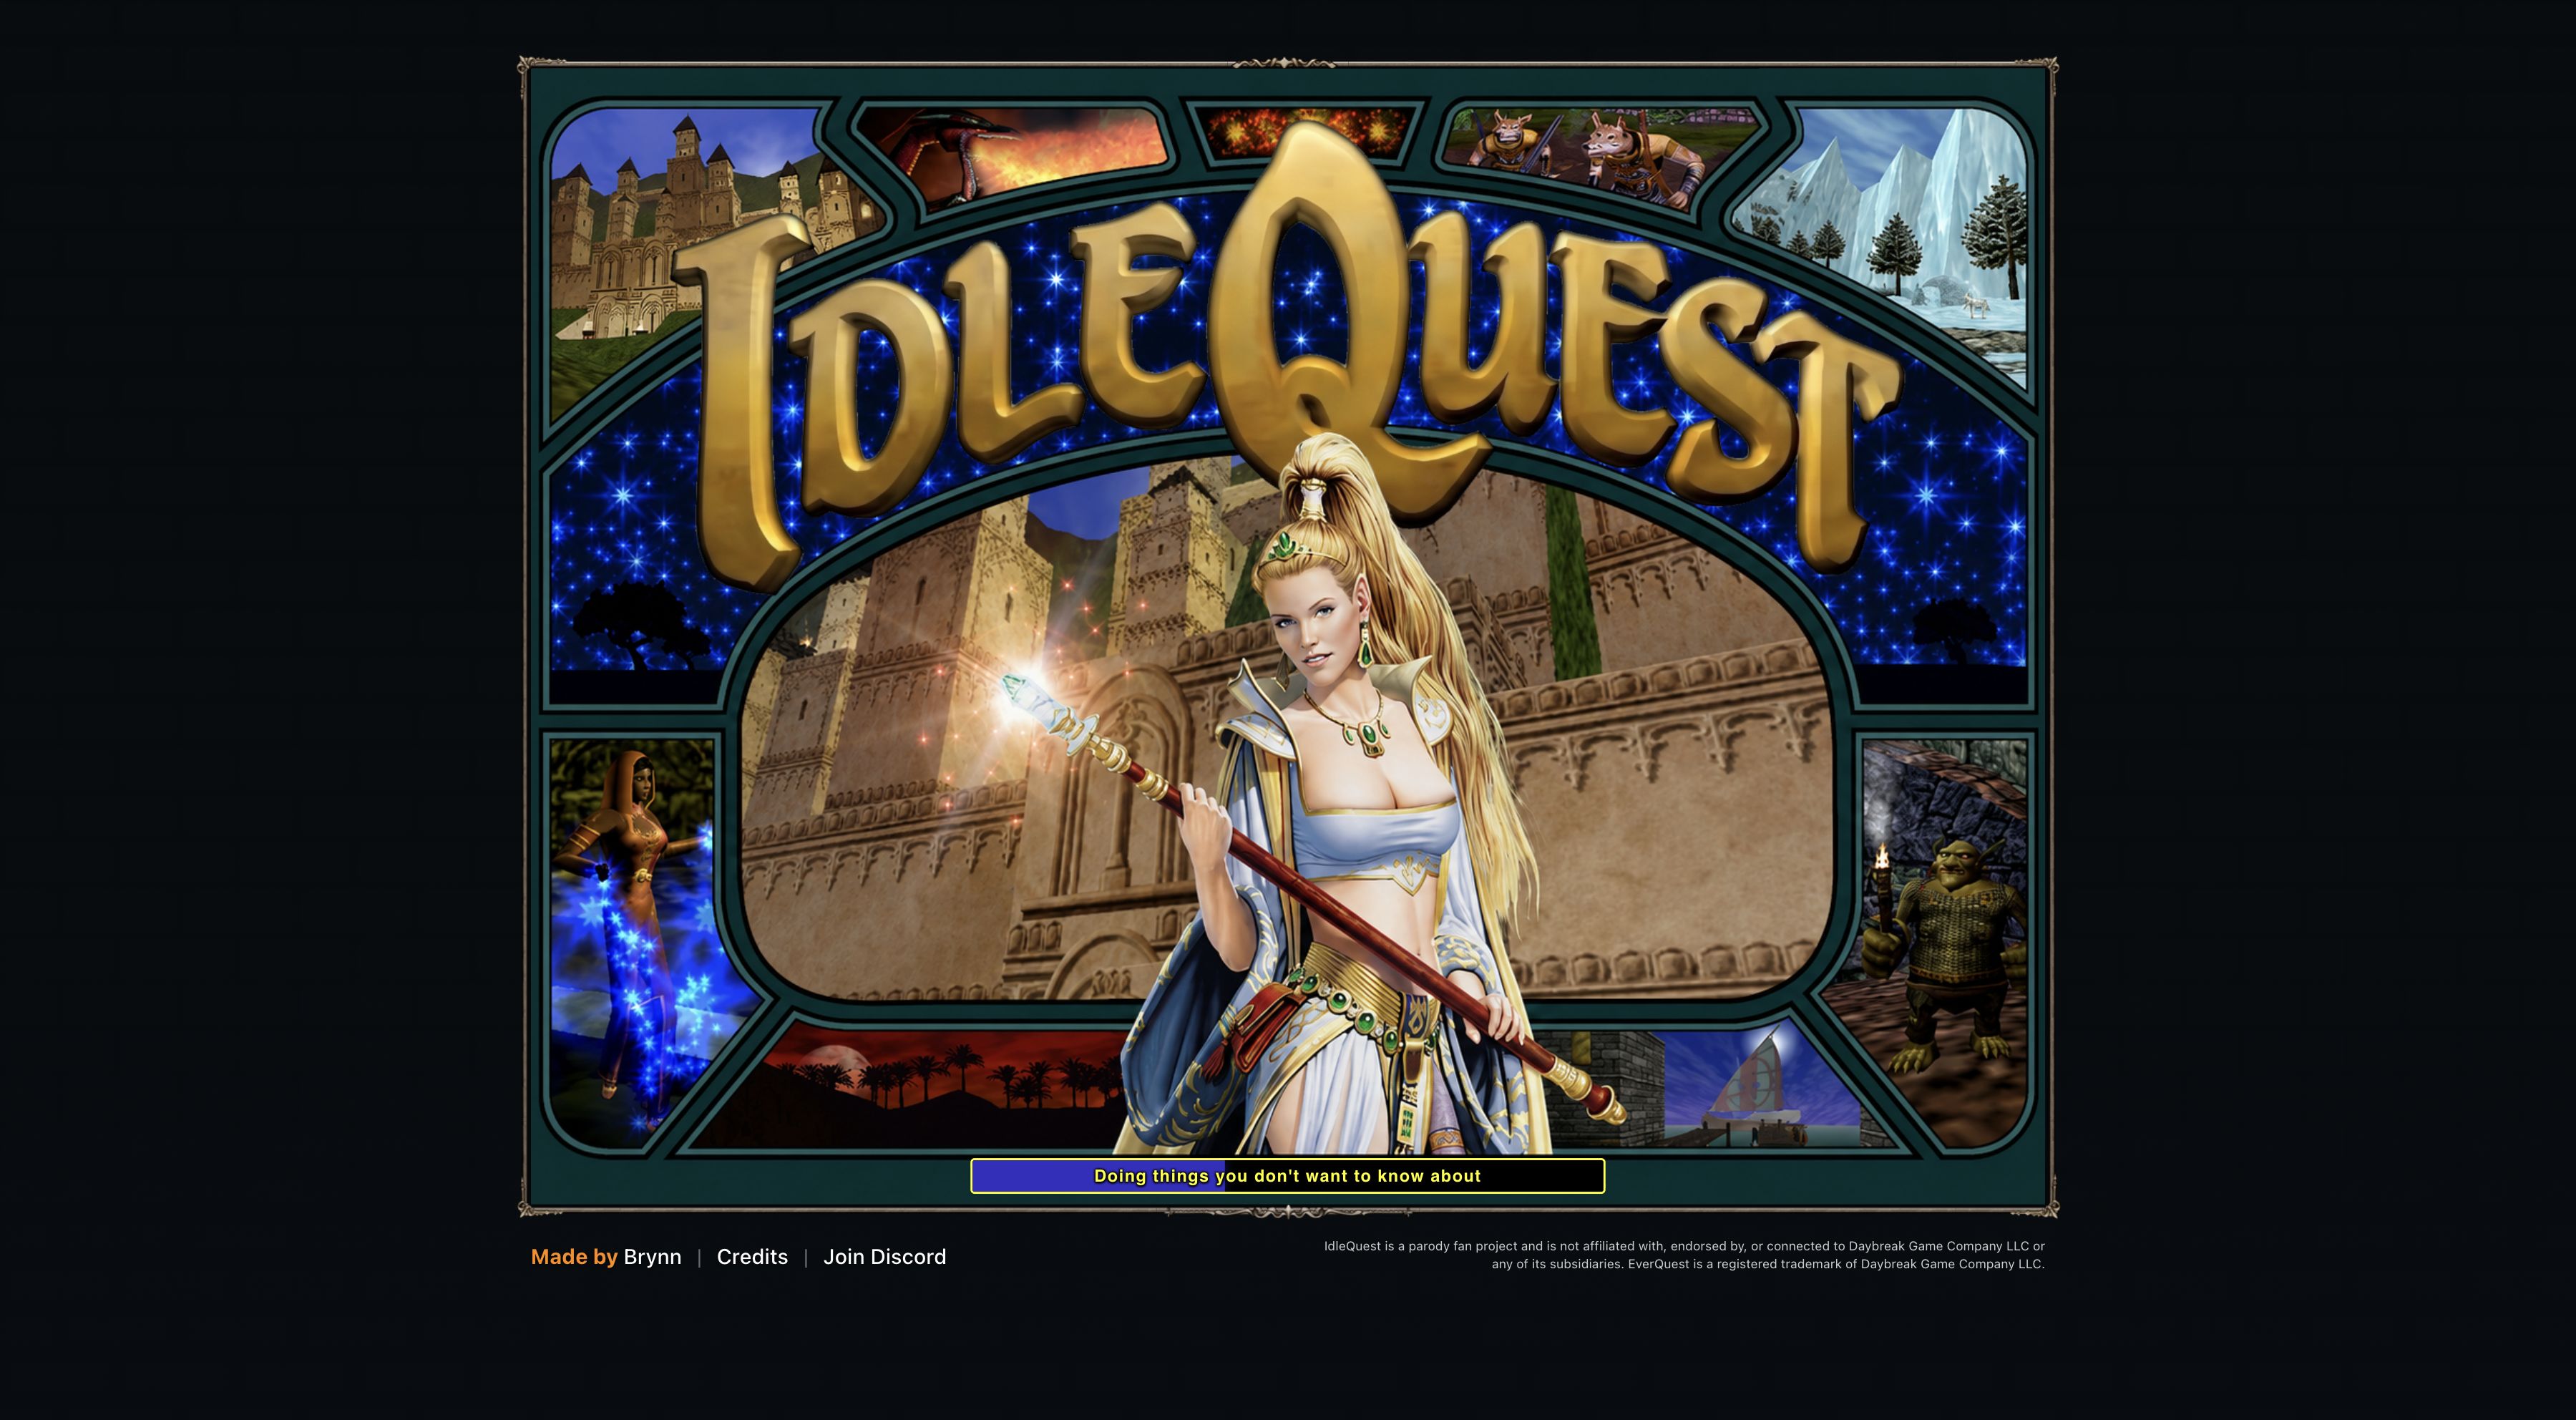 IDLEQUEST
Doing things you don't want to know about
Made by Brynn | Credits | Join Discord
IdleQuest is a parody fan project and is not affiliated with, endorsed by, or connected to Daybreak Game Company LLC or
any of its subsidiaries. EverQuest is a registered trademark of Daybreak Game Company LLC.